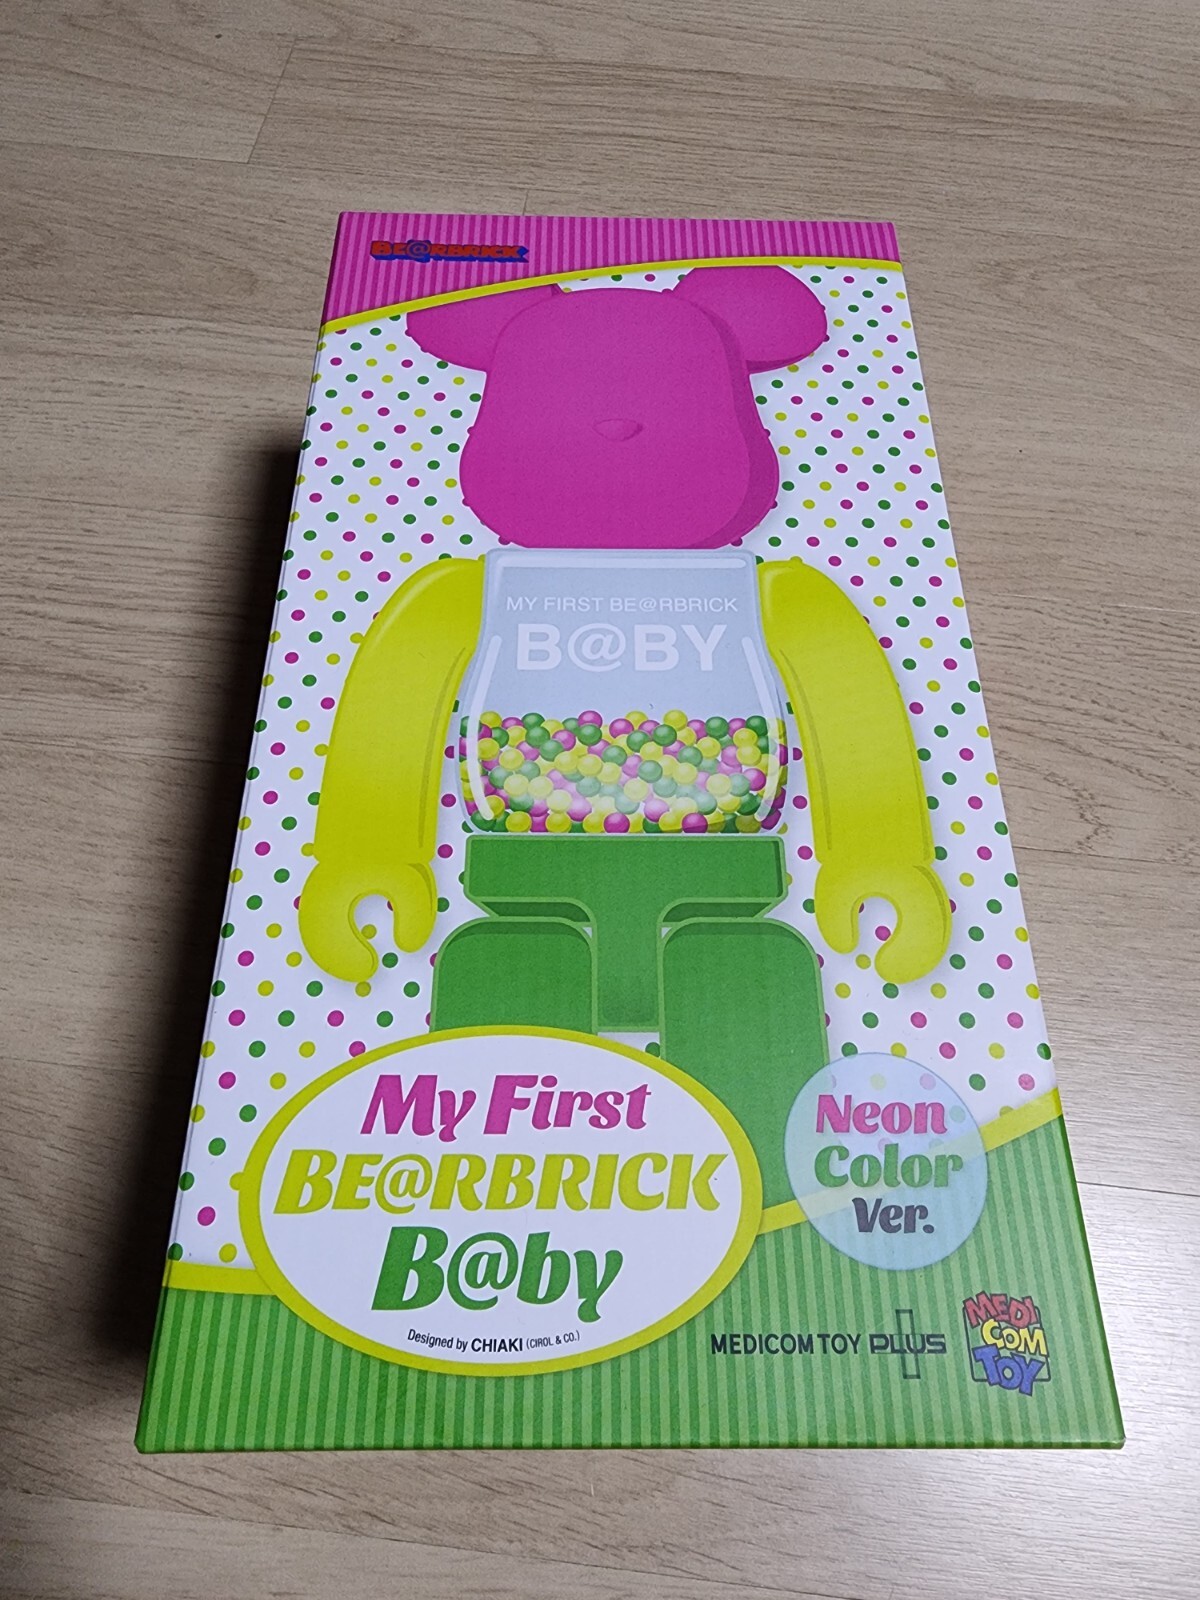 BE@RBRICK
MY FIRST BE@RBRICK
B@BY
My First
BE@RBRICK
B@by
Designed by CHIAKI (CIROL & CO.)
Neon
Color
Ver.
MEDICOM TOY PLUS
MEDI
COM
TOY